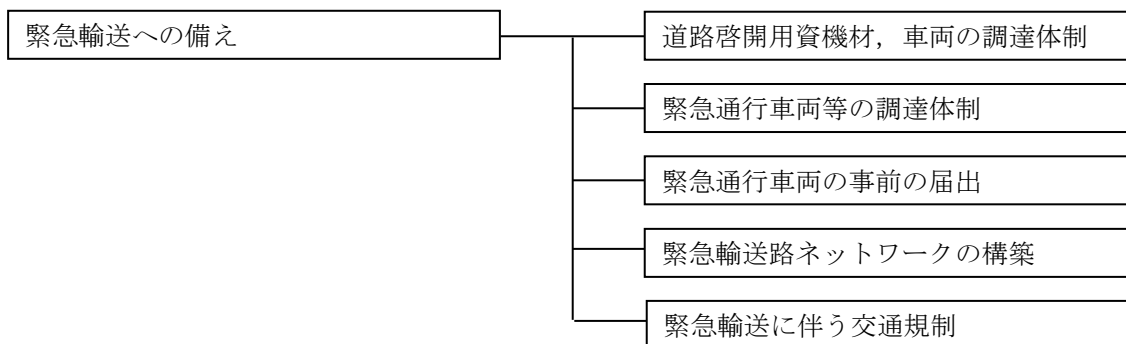 緊急輸送への備え
道路啓開用資機材，車両の調達体制
緊急通行車両等の調達体制
緊急通行車両の事前の届出
緊急輸送路ネットワークの構築
緊急輸送に伴う交通規制